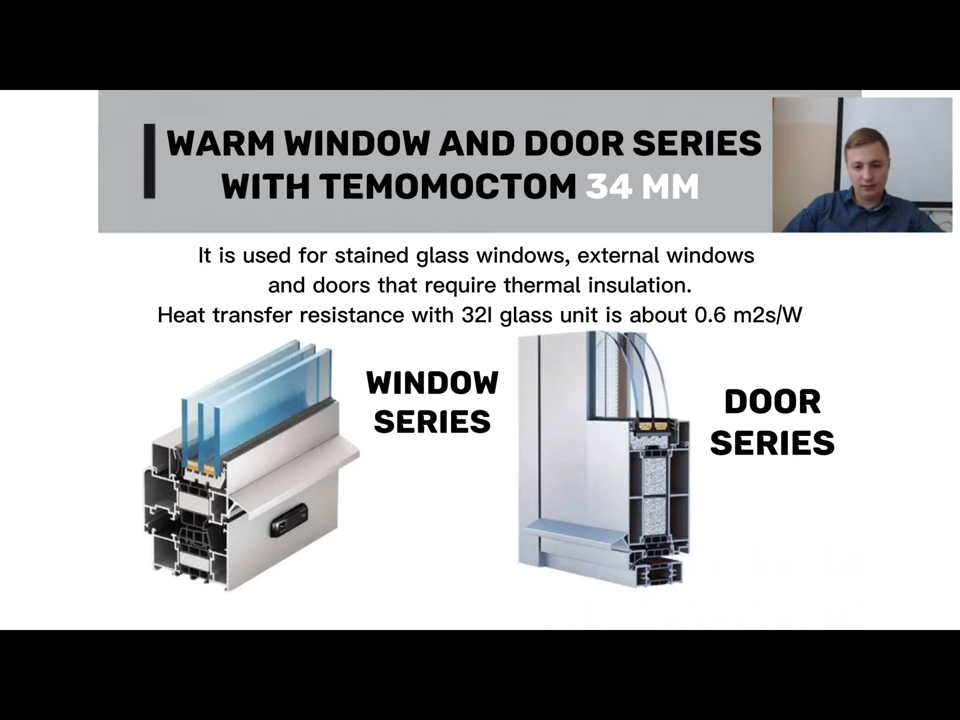 WARM WINDOW AND DOOR SERIES
WITH TEMOMOCTOM 34 MM
It is used for stained glass windows, external windows
and doors that require thermal insulation.
Heat transfer resistance with 32I glass unit is about 0.6 m2s/W
WINDOW
SERIES
DOOR
SERIES